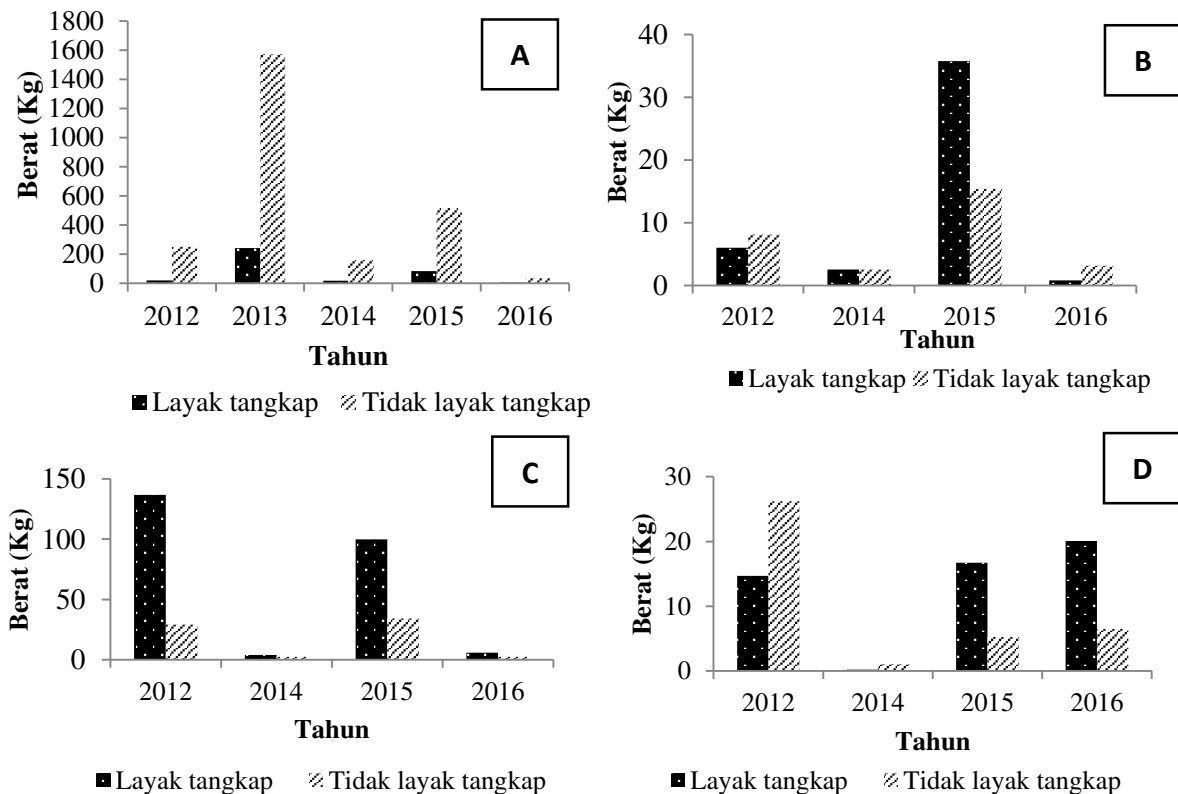 A
Berat (Kg)
1800
1600
1400
1200
1000
800
600
400
200
0
2012 2013 2014 2015 2016
Tahun
Layak tangkap Tidak layak tangkap
B
Berat (Kg)
40
30
20
10
0
2012 2014 2015 2016
Tahun
Layak tangkap Tidak layak tangkap
C
Berat (Kg)
150
100
50
0
2012 2014 2015 2016
Tahun
Layak tangkap Tidak layak tangkap
D
Berat (Kg)
30
20
10
0
2012 2014 2015 2016
Tahun
Layak tangkap Tidak layak tangkap